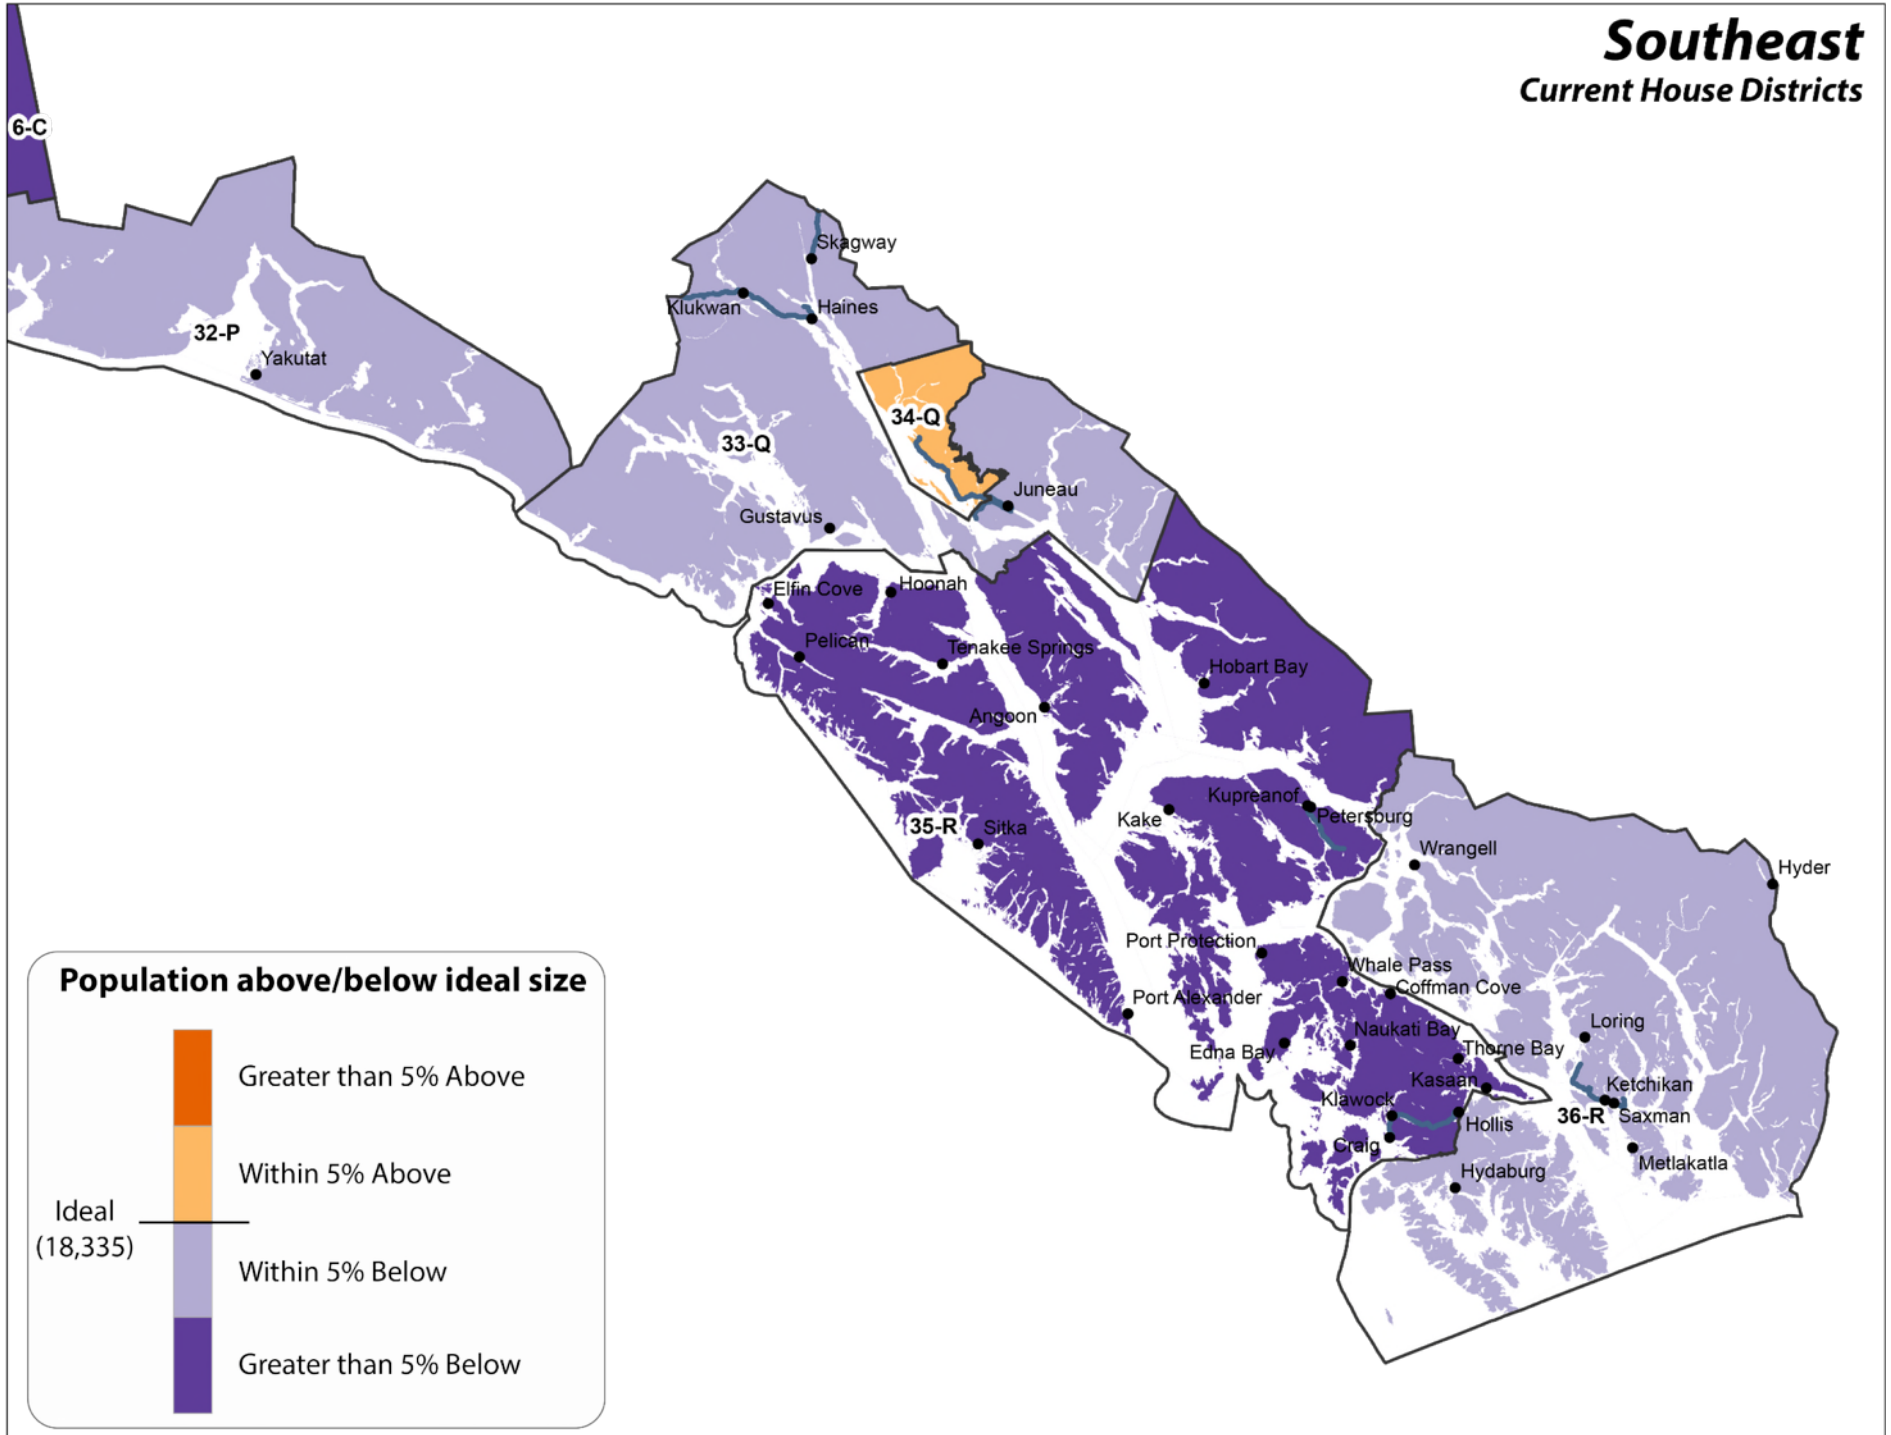 Southeast
Current House Districts
6-C
Skagway
Klukwan
Haines
32-P
Yakutat
34-Q
33-Q
Juneau
Gustavus
Elfin Cove
Hoonah
Pelican
Tenakee Springs
Hobart Bay
Angoon
Kupreanof
Petersburg
Kake
35-R
Sitka
Wrangell
Hyder
Port Protection
Whale Pass
Coffman Cove
Port Alexander
Loring
Naukati Bay
Edna Bay
Thorne Bay
Kasaan
Ketchikan
Klawock
36-R
Saxman
Hollis
Craig
Metlakatla
Hydaburg
Population above/below ideal size
Greater than 5% Above
Within 5% Above
Ideal
(18,335)
Within 5% Below
Greater than 5% Below